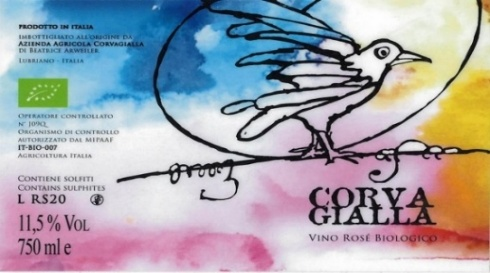 PRODOTTO IN ITALIA
IMBOTTIGLIATO ALL'ORIGINE DA
AZIENDA AGRICOLA CORVAGIALLA
DI BEATRICE AKWEILER
LUBRIANO - ITALIA
OPERATORE CONTROLLATO
N° J09Q
ORGANISMO DI CONTROLLO
AUTORIZZATO DAL MIPAAF
IT-BIO-007
AGRICOLTURA ITALIA
CONTIENE SOLFITI
CONTAINS SULPHITES
L RS20
11,5% VOL
750 ml e
CORVA
GIALLA
VINO ROSÉ BIOLOGICO